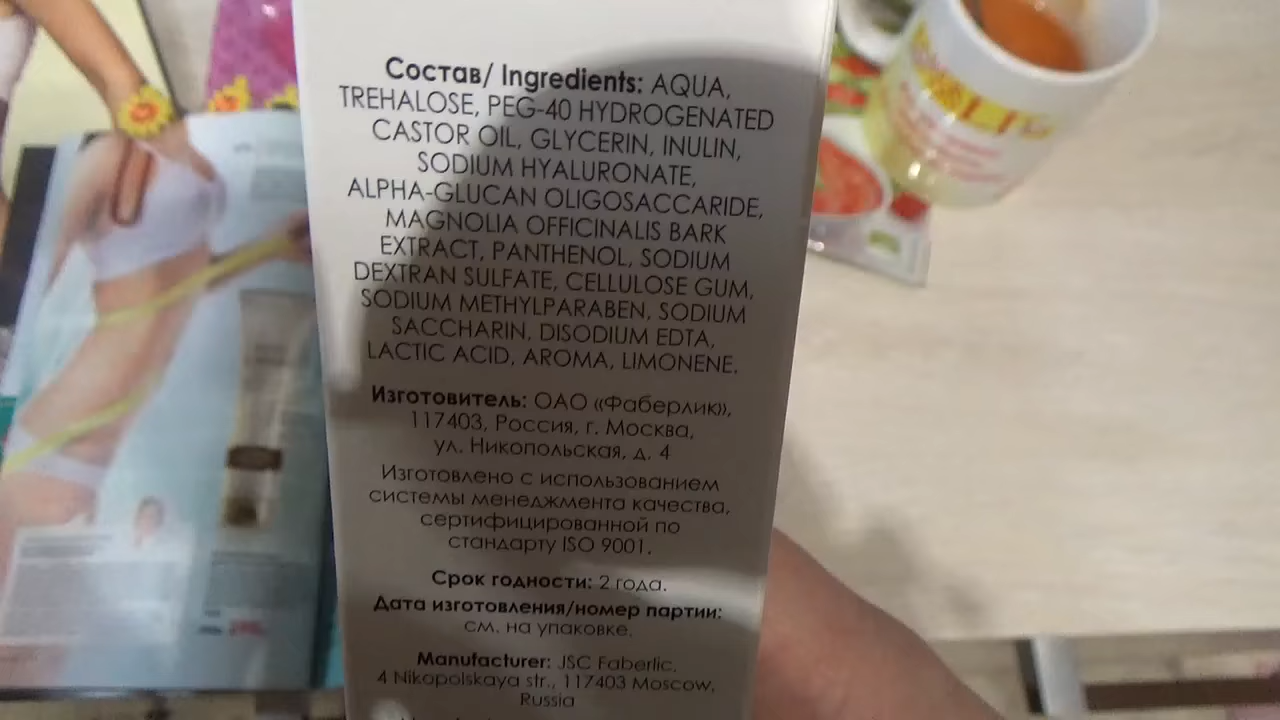 Состав/ Ingredients: AQUA,
TREHALOSE, PEG-40 HYDROGENATED
CASTOR OIL, GLYCERIN, INULIN,
SODIUM HYALURONATE,
ALPHA-GLUCAN OLIGOSACCARIDE,
MAGNOLIA OFFICINALIS BARK
EXTRACT, PANTHENOL, SODIUM
DEXTRAN SULFATE, CELLULOSE GUM,
SODIUM METHYLPARABEN, SODIUM
SACCHARIN, DISODIUM EDTA,
LACTIC ACID, AROMA, LIMONENE.
Изготовитель: ОАО «Фаберлик»,
117403, Россия, г. Москва,
ул. Никопольская, д. 4
Изготовлено с использованием
системы менеджмента качества,
сертифицированной по
стандарту ISO 9001.
Срок годности: 2 года.
Дата изготовления/номер партии:
см. на упаковке.
Manufacturer: JSC Faberlic.
4 Nikopolskaya str., 117403 Moscow,
Russia